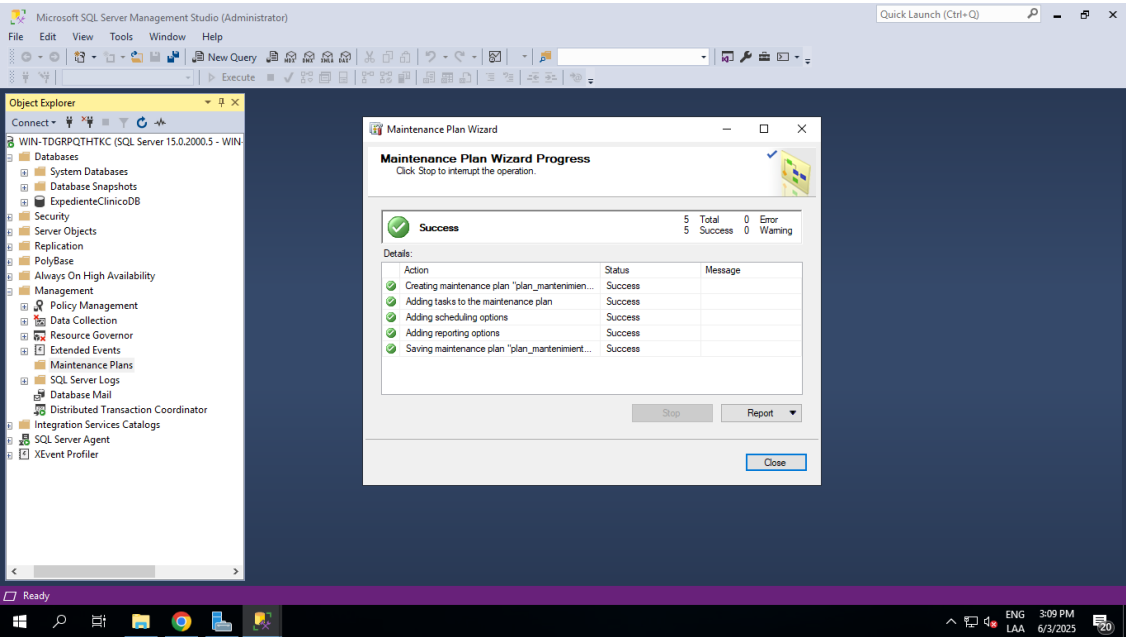 Microsoft SQL Server Management Studio (Administrator)
Quick Launch (Ctrl+Q)
File Edit View Tools Window Help
New Query
MDX DMX XMLA DAX
Execute
Object Explorer
Connect
WIN-TDGRPQTHTKC (SQL Server 15.0.2000.5 - WIN-
Databases
System Databases
Database Snapshots
ExpedienteClinicoDB
Security
Server Objects
Replication
PolyBase
Always On High Availability
Management
Policy Management
Data Collection
Resource Governor
Extended Events
Maintenance Plans
SQL Server Logs
Database Mail
Distributed Transaction Coordinator
Integration Services Catalogs
SQL Server Agent
XEvent Profiler
Maintenance Plan Wizard
Maintenance Plan Wizard Progress
Click Stop to interrupt the operation.
Success
5 Total 0 Error
5 Success 0 Warning
Details:
Action Status Message
Creating maintenance plan "plan_mantenimien... Success
Adding tasks to the maintenance plan Success
Adding scheduling options Success
Adding reporting options Success
Saving maintenance plan "plan_mantenimient... Success
Stop Report
Close
Ready
ENG 3:09 PM
LAA 6/3/2025
20